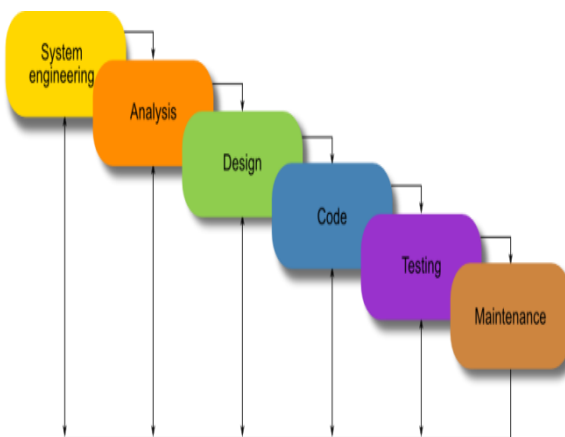 System
engineering
Analysis
Design
Code
Testing
Maintenance